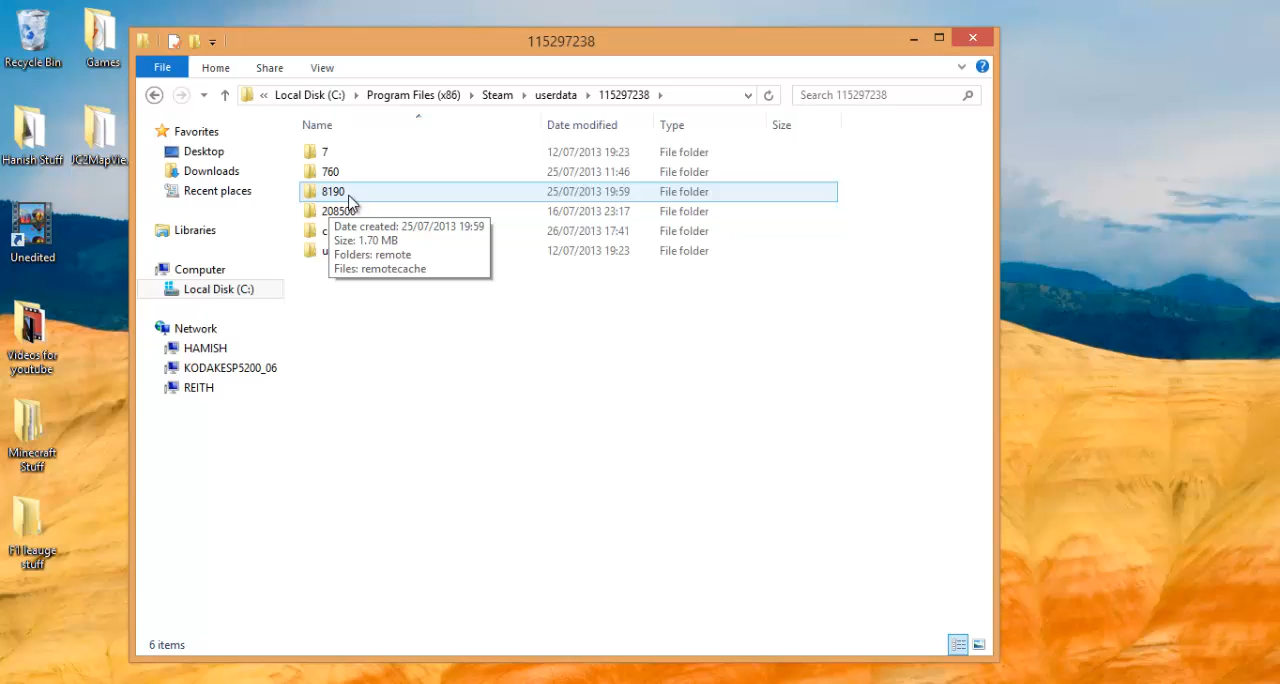 Recycle Bin
Games
Hanish Stuff
JC2MapVie...
Unedited
Videos for
youtube
Minecraft
Stuff
F1 leauge
stuff
115297238
File
Home
Share
View
« Local Disk (C:) ▸ Program Files (x86) ▸ Steam ▸ userdata ▸ 115297238 ▸
Search 115297238
Favorites
Desktop
Downloads
Recent places
Libraries
Computer
Local Disk (C:)
Network
HAMISH
KODAKESP5200_06
REITH
Name Date modified Type Size
7 12/07/2013 19:23 File folder
760 25/07/2013 11:46 File folder
8190 25/07/2013 19:59 File folder
208500 16/07/2013 23:17 File folder
c 26/07/2013 17:41 File folder
u 12/07/2013 19:23 File folder
Date created: 25/07/2013 19:59
Size: 1.70 MB
Folders: remote
Files: remotecache
6 items